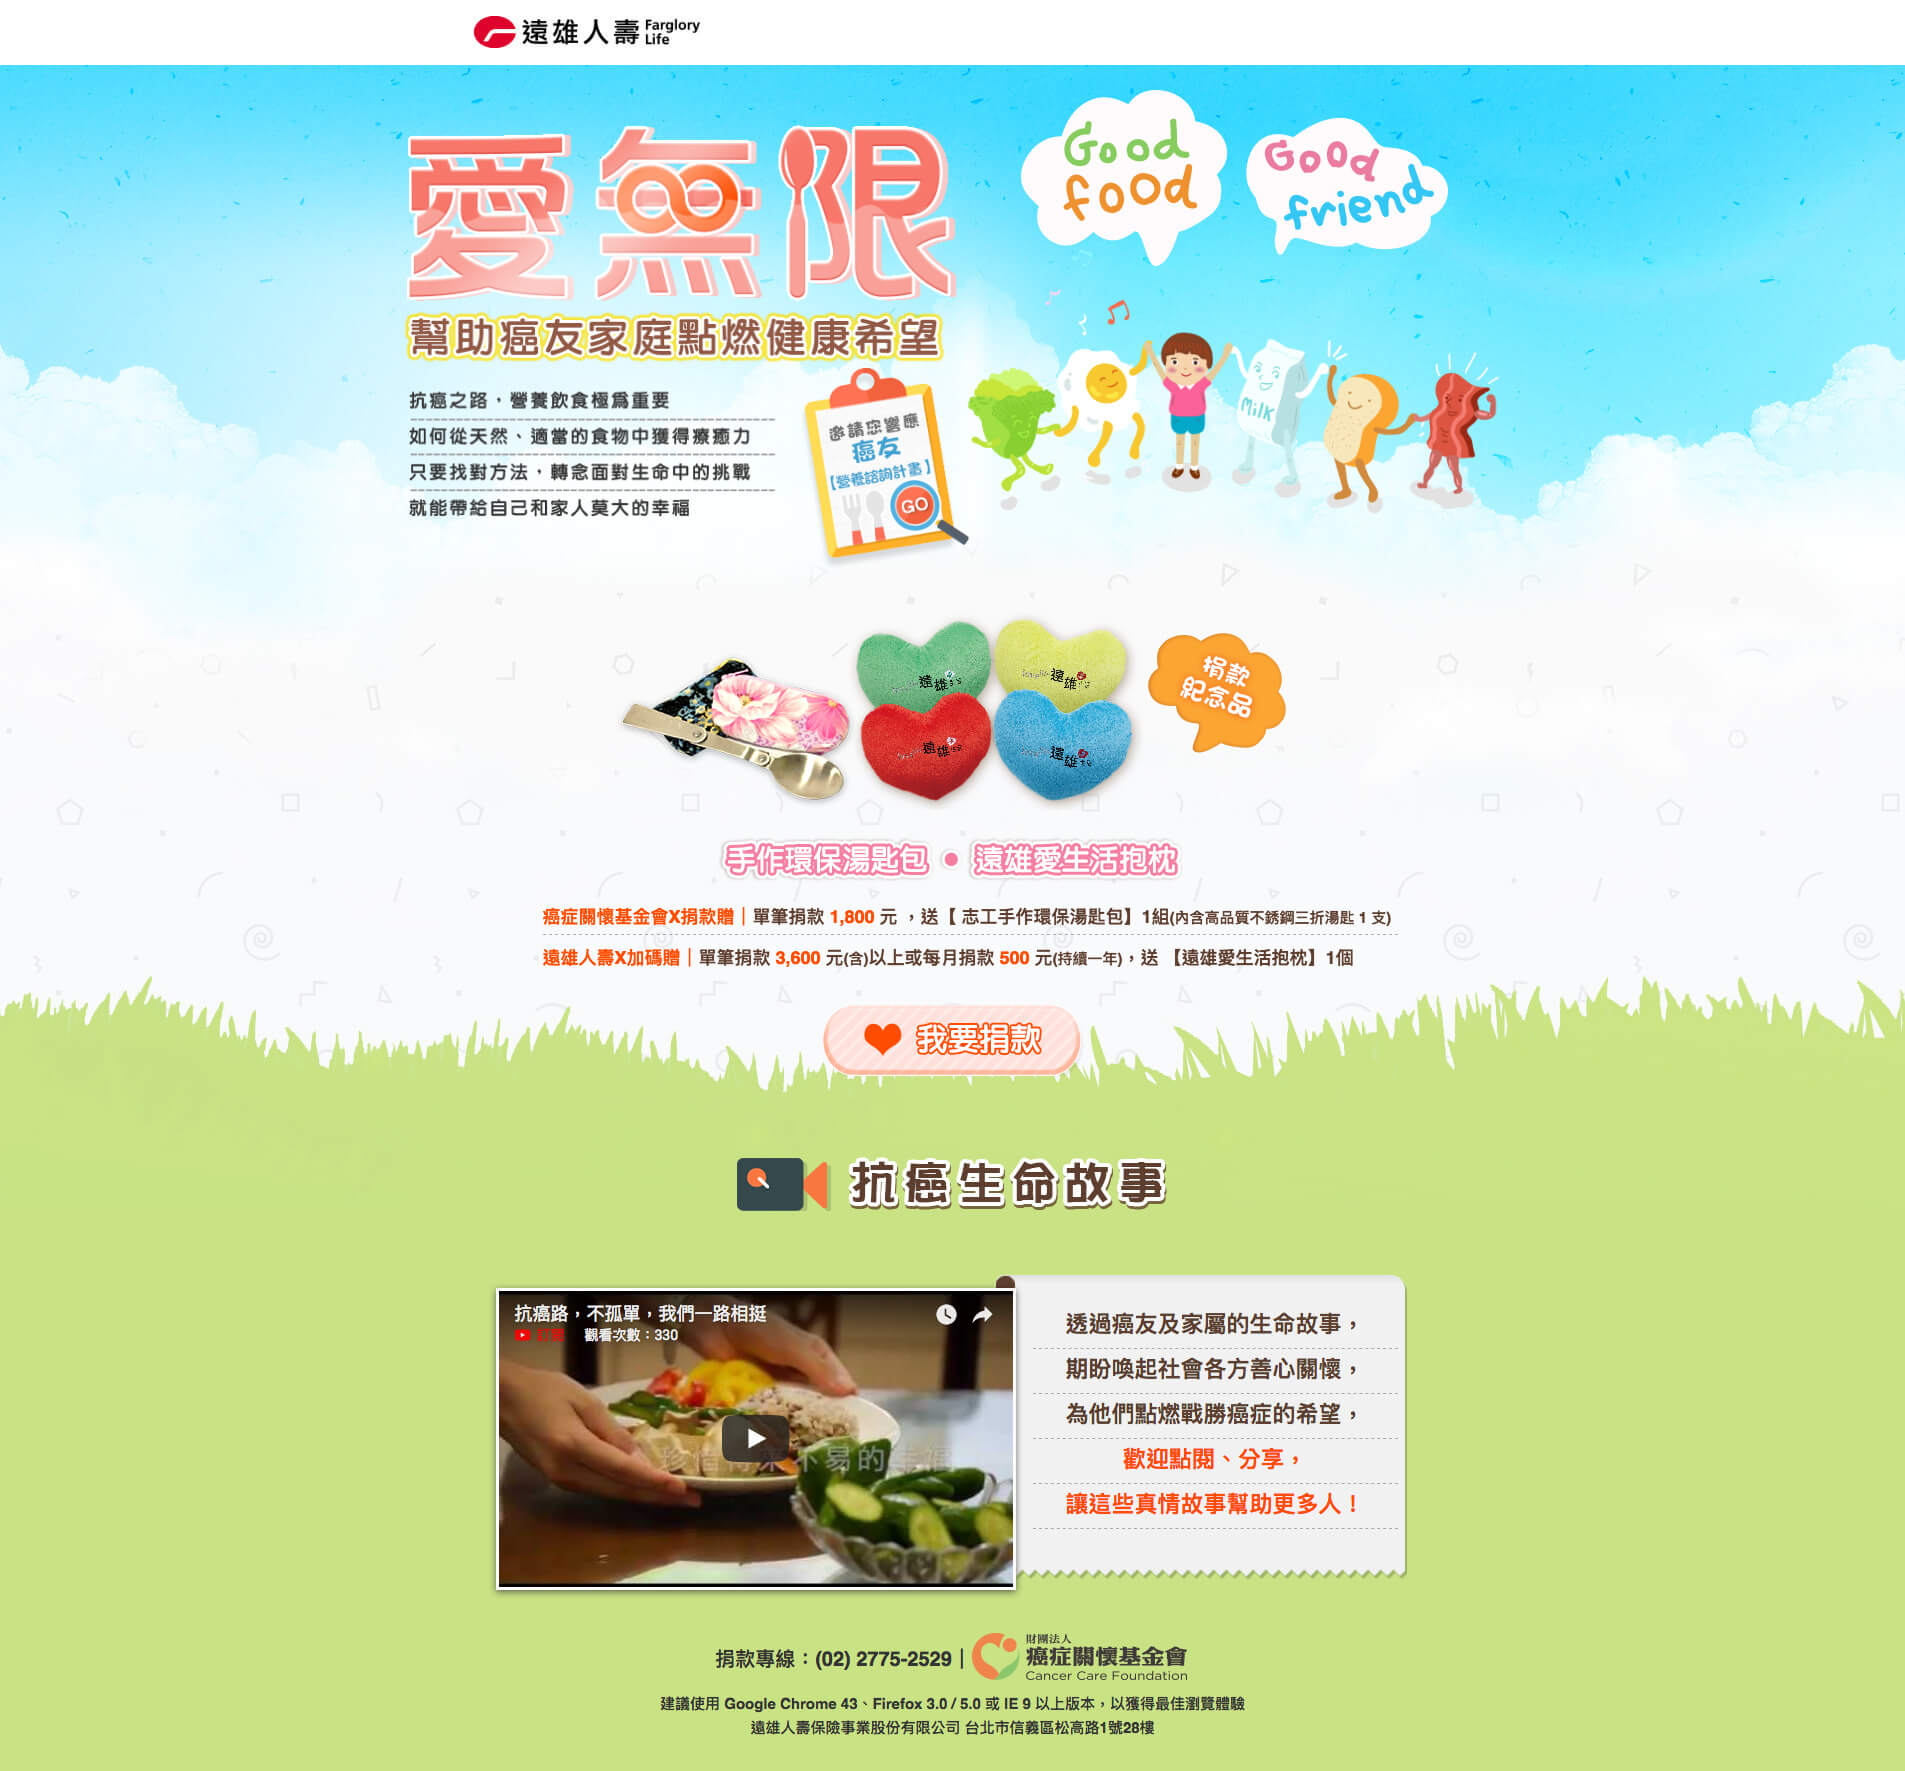 遠雄人壽 Farglory Life
愛無限
Good food
Good friend
幫助癌友家庭點燃健康希望
抗癌之路，營養飲食極為重要
如何從天然、適當的食物中獲得療癒力
只要找對方法，轉念面對生命中的挑戰
就能帶給自己和家人莫大的幸福
邀請您響應
癌友
【營養諮詢計畫】
GO
MILK
遠雄
遠雄
遠雄
遠雄
捐款
紀念品
手作環保湯匙包 • 遠雄愛生活抱枕
癌症關懷基金會X捐款贈｜單筆捐款 1,800 元 ，送【 志工手作環保湯匙包】1組(內含高品質不銹鋼三折湯匙 1 支)
遠雄人壽X加碼贈｜單筆捐款 3,600 元(含)以上或每月捐款 500 元(持續一年)，送 【遠雄愛生活抱枕】1個
我要捐款
抗癌生命故事
抗癌路，不孤單，我們一路相挺
觀看次數：330
珍惜得來不易的幸福
透過癌友及家屬的生命故事，
期盼喚起社會各方善心關懷，
為他們點燃戰勝癌症的希望，
歡迎點閱、分享，
讓這些真情故事幫助更多人！
捐款專線：(02) 2775-2529｜財團法人 癌症關懷基金會 Cancer Care Foundation
建議使用 Google Chrome 43、Firefox 3.0 / 5.0 或 IE 9 以上版本，以獲得最佳瀏覽體驗
遠雄人壽保險事業股份有限公司 台北市信義區松高路1號28樓